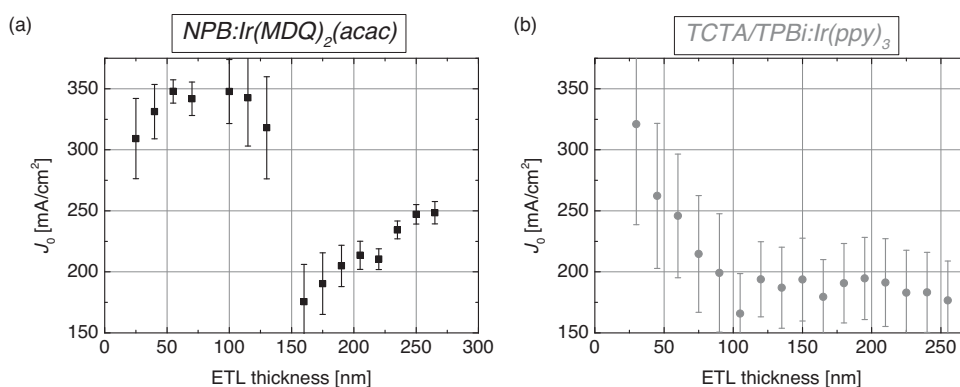 (a)
NPB:Ir(MDQ)2(acac)
350
300
250
200
150
J0 [mA/cm2]
0 50 100 150 200 250 300
ETL thickness [nm]
(b)
TCTA/TPBi:Ir(ppy)3
350
300
250
200
150
J0 [mA/cm2]
0 50 100 150 200 250
ETL thickness [nm]